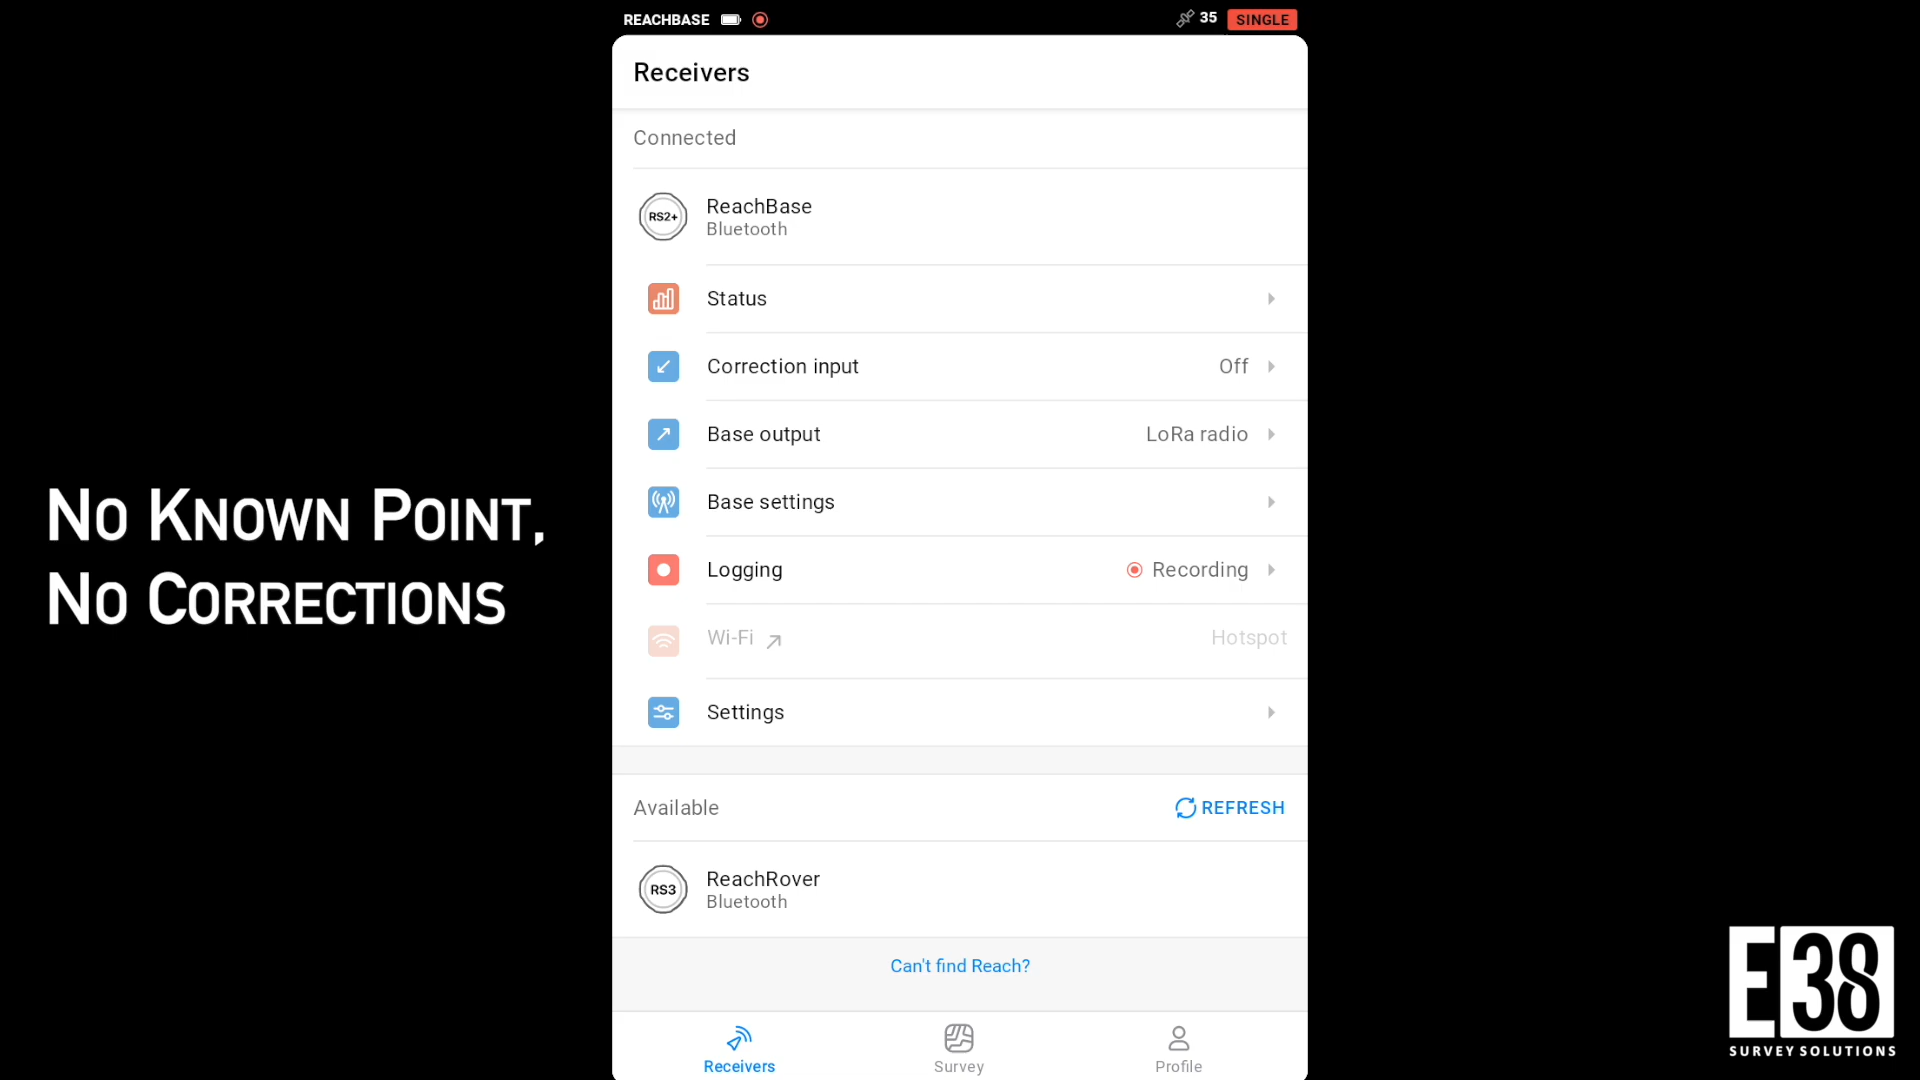 REACHBASE 35 SINGLE
Receivers
Connected
RS2+ ReachBase
Bluetooth
Status
Correction input Off
Base output LoRa radio
Base settings
Logging Recording
Wi-Fi Hotspot
Settings
Available REFRESH
RS3 ReachRover
Bluetooth
Can't find Reach?
Receivers Survey Profile
No Known Point,
No Corrections
E38
SURVEY SOLUTIONS